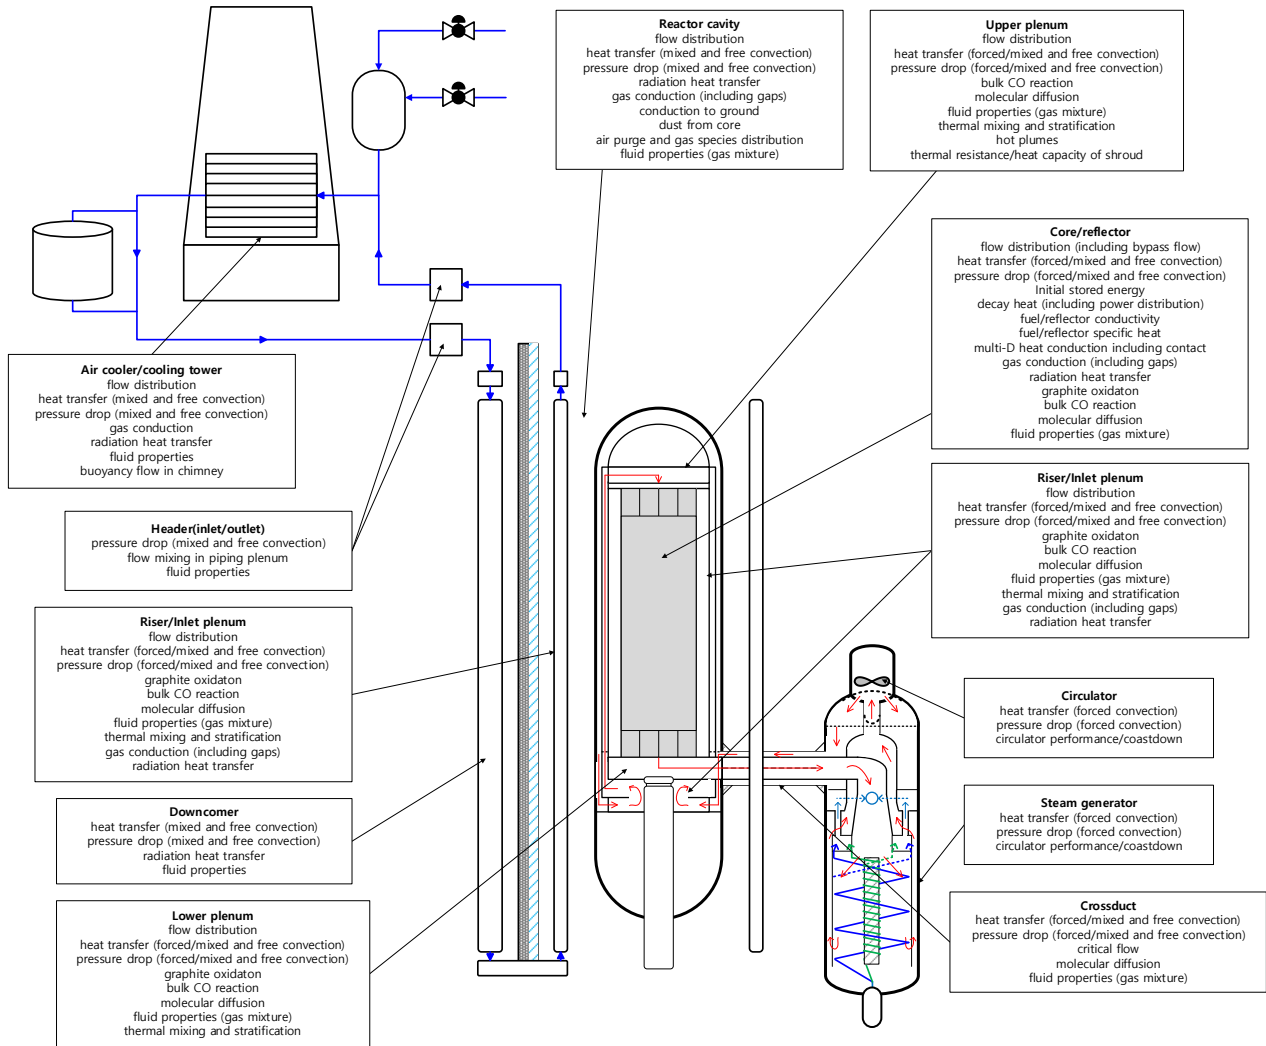 Reactor cavity
flow distribution
heat transfer (mixed and free convection)
pressure drop (mixed and free convection)
radiation heat transfer
gas conduction (including gaps)
conduction to ground
dust from core
air purge and gas species distribution
fluid properties (gas mixture)
Upper plenum
flow distribution
heat transfer (forced/mixed and free convection)
pressure drop (forced/mixed and free convection)
bulk CO reaction
molecular diffusion
fluid properties (gas mixture)
thermal mixing and stratification
hot plumes
thermal resistance/heat capacity of shroud
Core/reflector
flow distribution (including bypass flow)
heat transfer (forced/mixed and free convection)
pressure drop (forced/mixed and free convection)
Initial stored energy
decay heat (including power distribution)
fuel/reflector conductivity
fuel/reflector specific heat
multi-D heat conduction including contact
gas conduction (including gaps)
radiation heat transfer
graphite oxidaton
bulk CO reaction
molecular diffusion
fluid properties (gas mixture)
Air cooler/cooling tower
flow distribution
heat transfer (mixed and free convection)
pressure drop (mixed and free convection)
gas conduction
radiation heat transfer
fluid properties
buoyancy flow in chimney
Riser/Inlet plenum
flow distribution
heat transfer (forced/mixed and free convection)
pressure drop (forced/mixed and free convection)
graphite oxidaton
bulk CO reaction
molecular diffusion
fluid properties (gas mixture)
thermal mixing and stratification
gas conduction (including gaps)
radiation heat transfer
Header(inlet/outlet)
pressure drop (mixed and free convection)
flow mixing in piping plenum
fluid properties
Riser/Inlet plenum
flow distribution
heat transfer (forced/mixed and free convection)
pressure drop (forced/mixed and free convection)
graphite oxidaton
bulk CO reaction
molecular diffusion
fluid properties (gas mixture)
thermal mixing and stratification
gas conduction (including gaps)
radiation heat transfer
Circulator
heat transfer (forced convection)
pressure drop (forced convection)
circulator performance/coastdown
Downcomer
heat transfer (mixed and free convection)
pressure drop (mixed and free convection)
radiation heat transfer
fluid properties
Steam generator
heat transfer (forced convection)
pressure drop (forced convection)
circulator performance/coastdown
Lower plenum
flow distribution
heat transfer (forced/mixed and free convection)
pressure drop (forced/mixed and free convection)
graphite oxidaton
bulk CO reaction
molecular diffusion
fluid properties (gas mixture)
thermal mixing and stratification
Crossduct
heat transfer (forced/mixed and free convection)
pressure drop (forced/mixed and free convection)
critical flow
molecular diffusion
fluid properties (gas mixture)